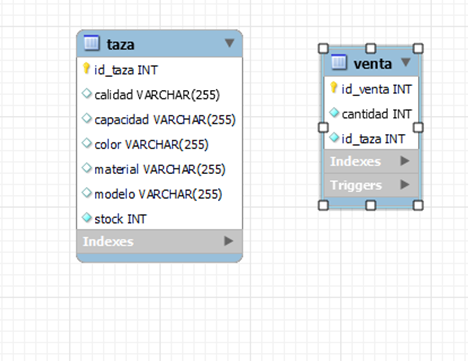 taza
id_taza INT
calidad VARCHAR(255)
capacidad VARCHAR(255)
color VARCHAR(255)
material VARCHAR(255)
modelo VARCHAR(255)
stock INT
Indexes
venta
id_venta INT
cantidad INT
id_taza INT
Indexes
Triggers